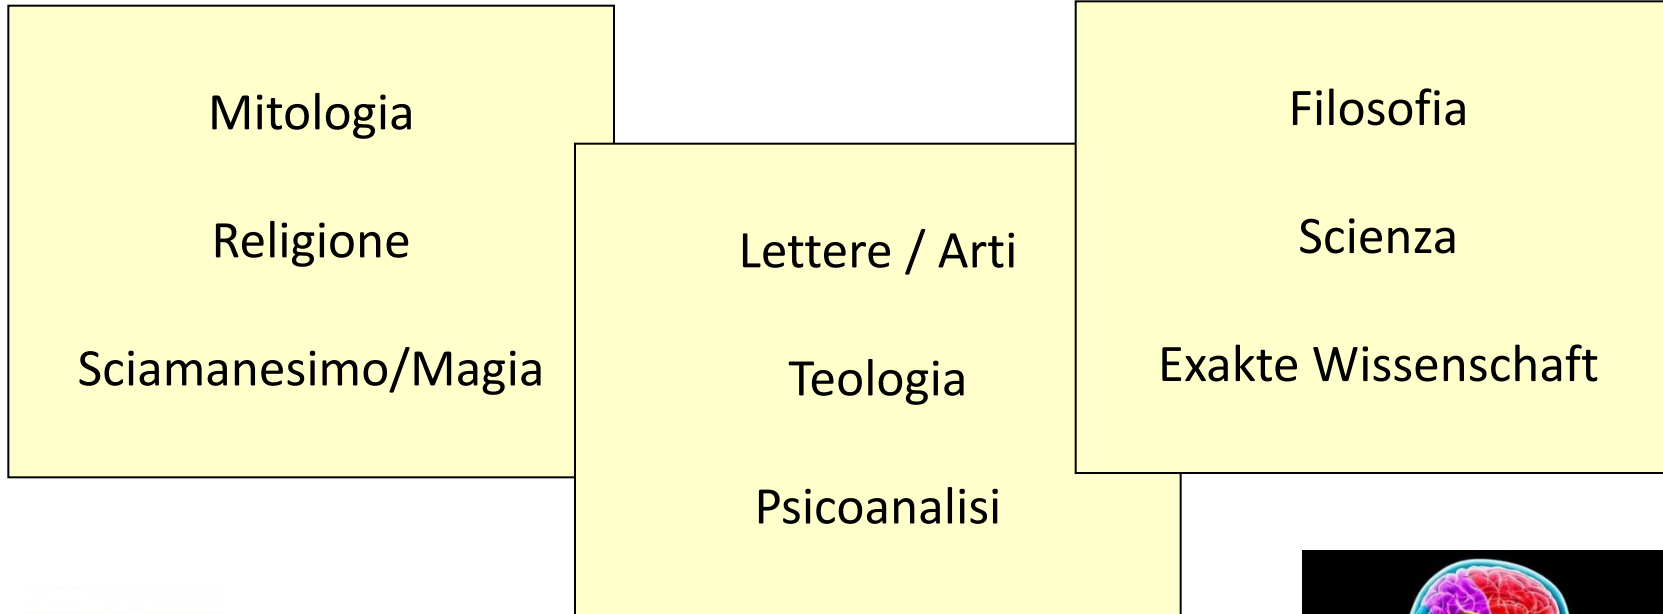 Mitologia
Religione
Sciamanesimo/Magia
Lettere / Arti
Teologia
Psicoanalisi
Filosofia
Scienza
Exakte Wissenschaft